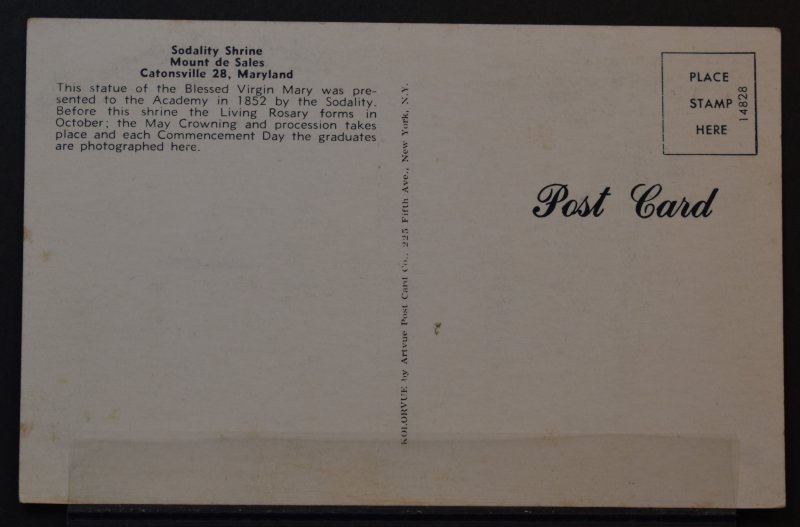 Sodality Shrine
Mount de Sales
Catonsville 28, Maryland
This statue of the Blessed Virgin Mary was pre-
sented to the Academy in 1852 by the Sodality.
Before this shrine the Living Rosary forms in
October; the May Crowning and procession takes
place and each Commencement Day the graduates
are photographed here.
KOLORVUE by Artvue Post Card Co., 225 Fifth Ave., New York, N.Y.
PLACE
STAMP
HERE
14828
Post Card